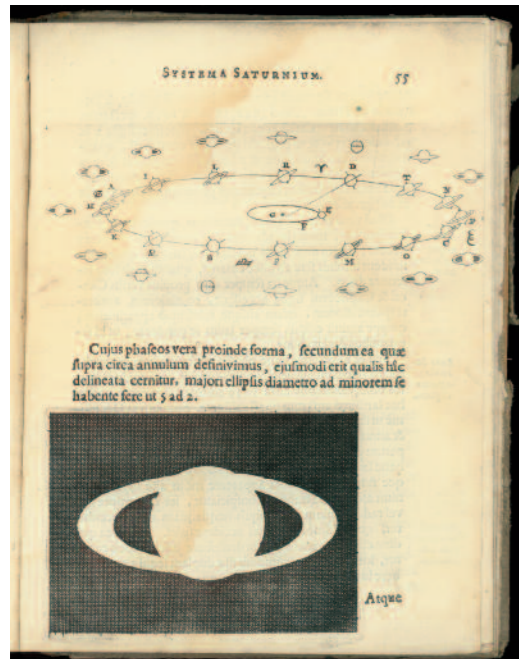 SYSTEMA SATURNIUM. 55
L R ♈ D T
G E
F
B M O
Cujus phaſeos vera proinde forma, ſecundum ea quæ
ſupra circa annulum definivimus, ejuſmodi erit qualis hîc
delineata cernitur, majori ellipſis diametro ad minorem ſe
habente fere ut 5 ad 2.
Atque